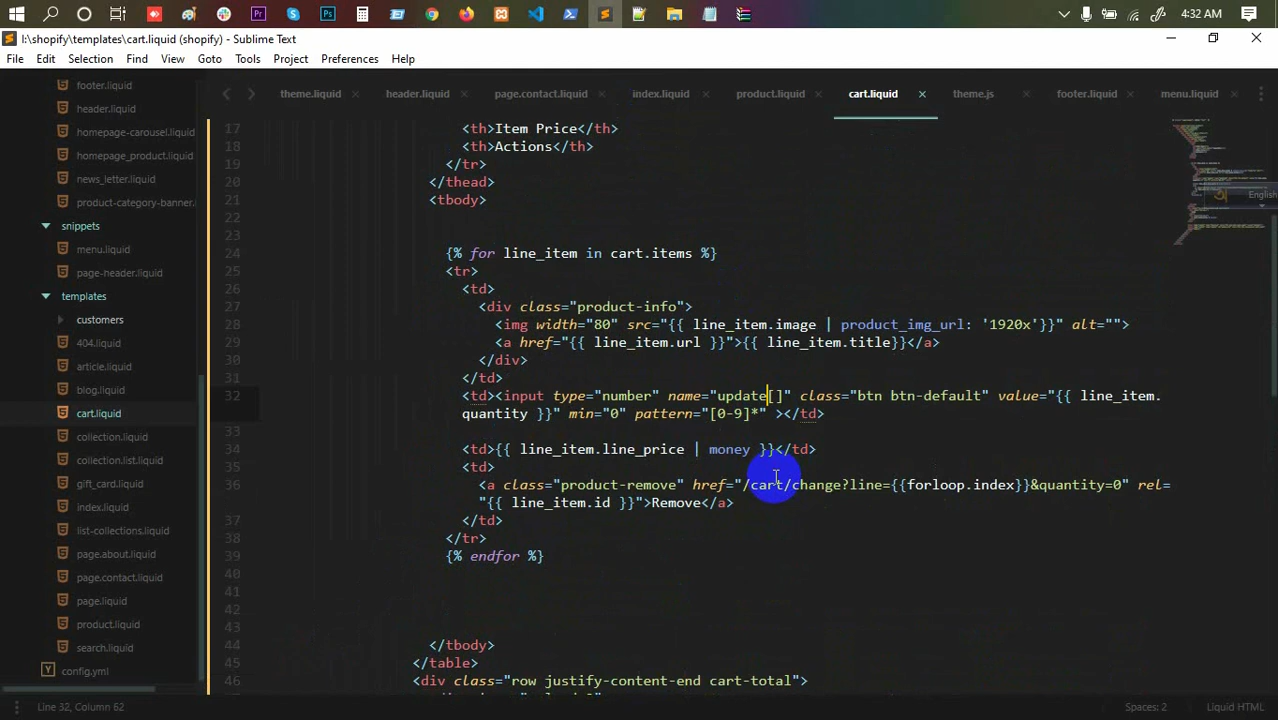 4:32 AM
I:\shopify\templates\cart.liquid (shopify) - Sublime Text
File Edit Selection Find View Goto Tools Project Preferences Help
theme.liquid header.liquid page.contact.liquid index.liquid product.liquid cart.liquid theme.js footer.liquid menu.liquid
footer.liquid
header.liquid
homepage-carousel.liquid
homepage_product.liquid
news_letter.liquid
product-category-banner.
snippets
menu.liquid
page-header.liquid
templates
customers
404.liquid
article.liquid
blog.liquid
cart.liquid
collection.liquid
collection.list.liquid
gift_card.liquid
index.liquid
list-collections.liquid
page.about.liquid
page.contact.liquid
page.liquid
product.liquid
search.liquid
config.yml
17 <th>Item Price</th>
18 <th>Actions</th>
19 </tr>
20 </thead>
21 <tbody>
22
23
24 {% for line_item in cart.items %}
25 <tr>
26 <td>
27 <div class="product-info">
28 <img width="80" src="{{ line_item.image | product_img_url: '1920x'}}" alt="">
29 <a href="{{ line_item.url }}">{{ line_item.title}}</a>
30 </div>
31 </td>
32 <td><input type="number" name="update[]" class="btn btn-default" value="{{ line_item.
quantity }}" min="0" pattern="[0-9]*" ></td>
33
34 <td>{{ line_item.line_price | money }}</td>
35 <td>
36 <a class="product-remove" href="/cart/change?line={{forloop.index}}&quantity=0" rel=
"{{ line_item.id }}">Remove</a>
37 </td>
38 </tr>
39 {% endfor %}
40
41
42
43
44 </tbody>
45 </table>
46 <div class="row justify-content-end cart-total">
English
Line 32, Column 62
Spaces: 2
Liquid HTML